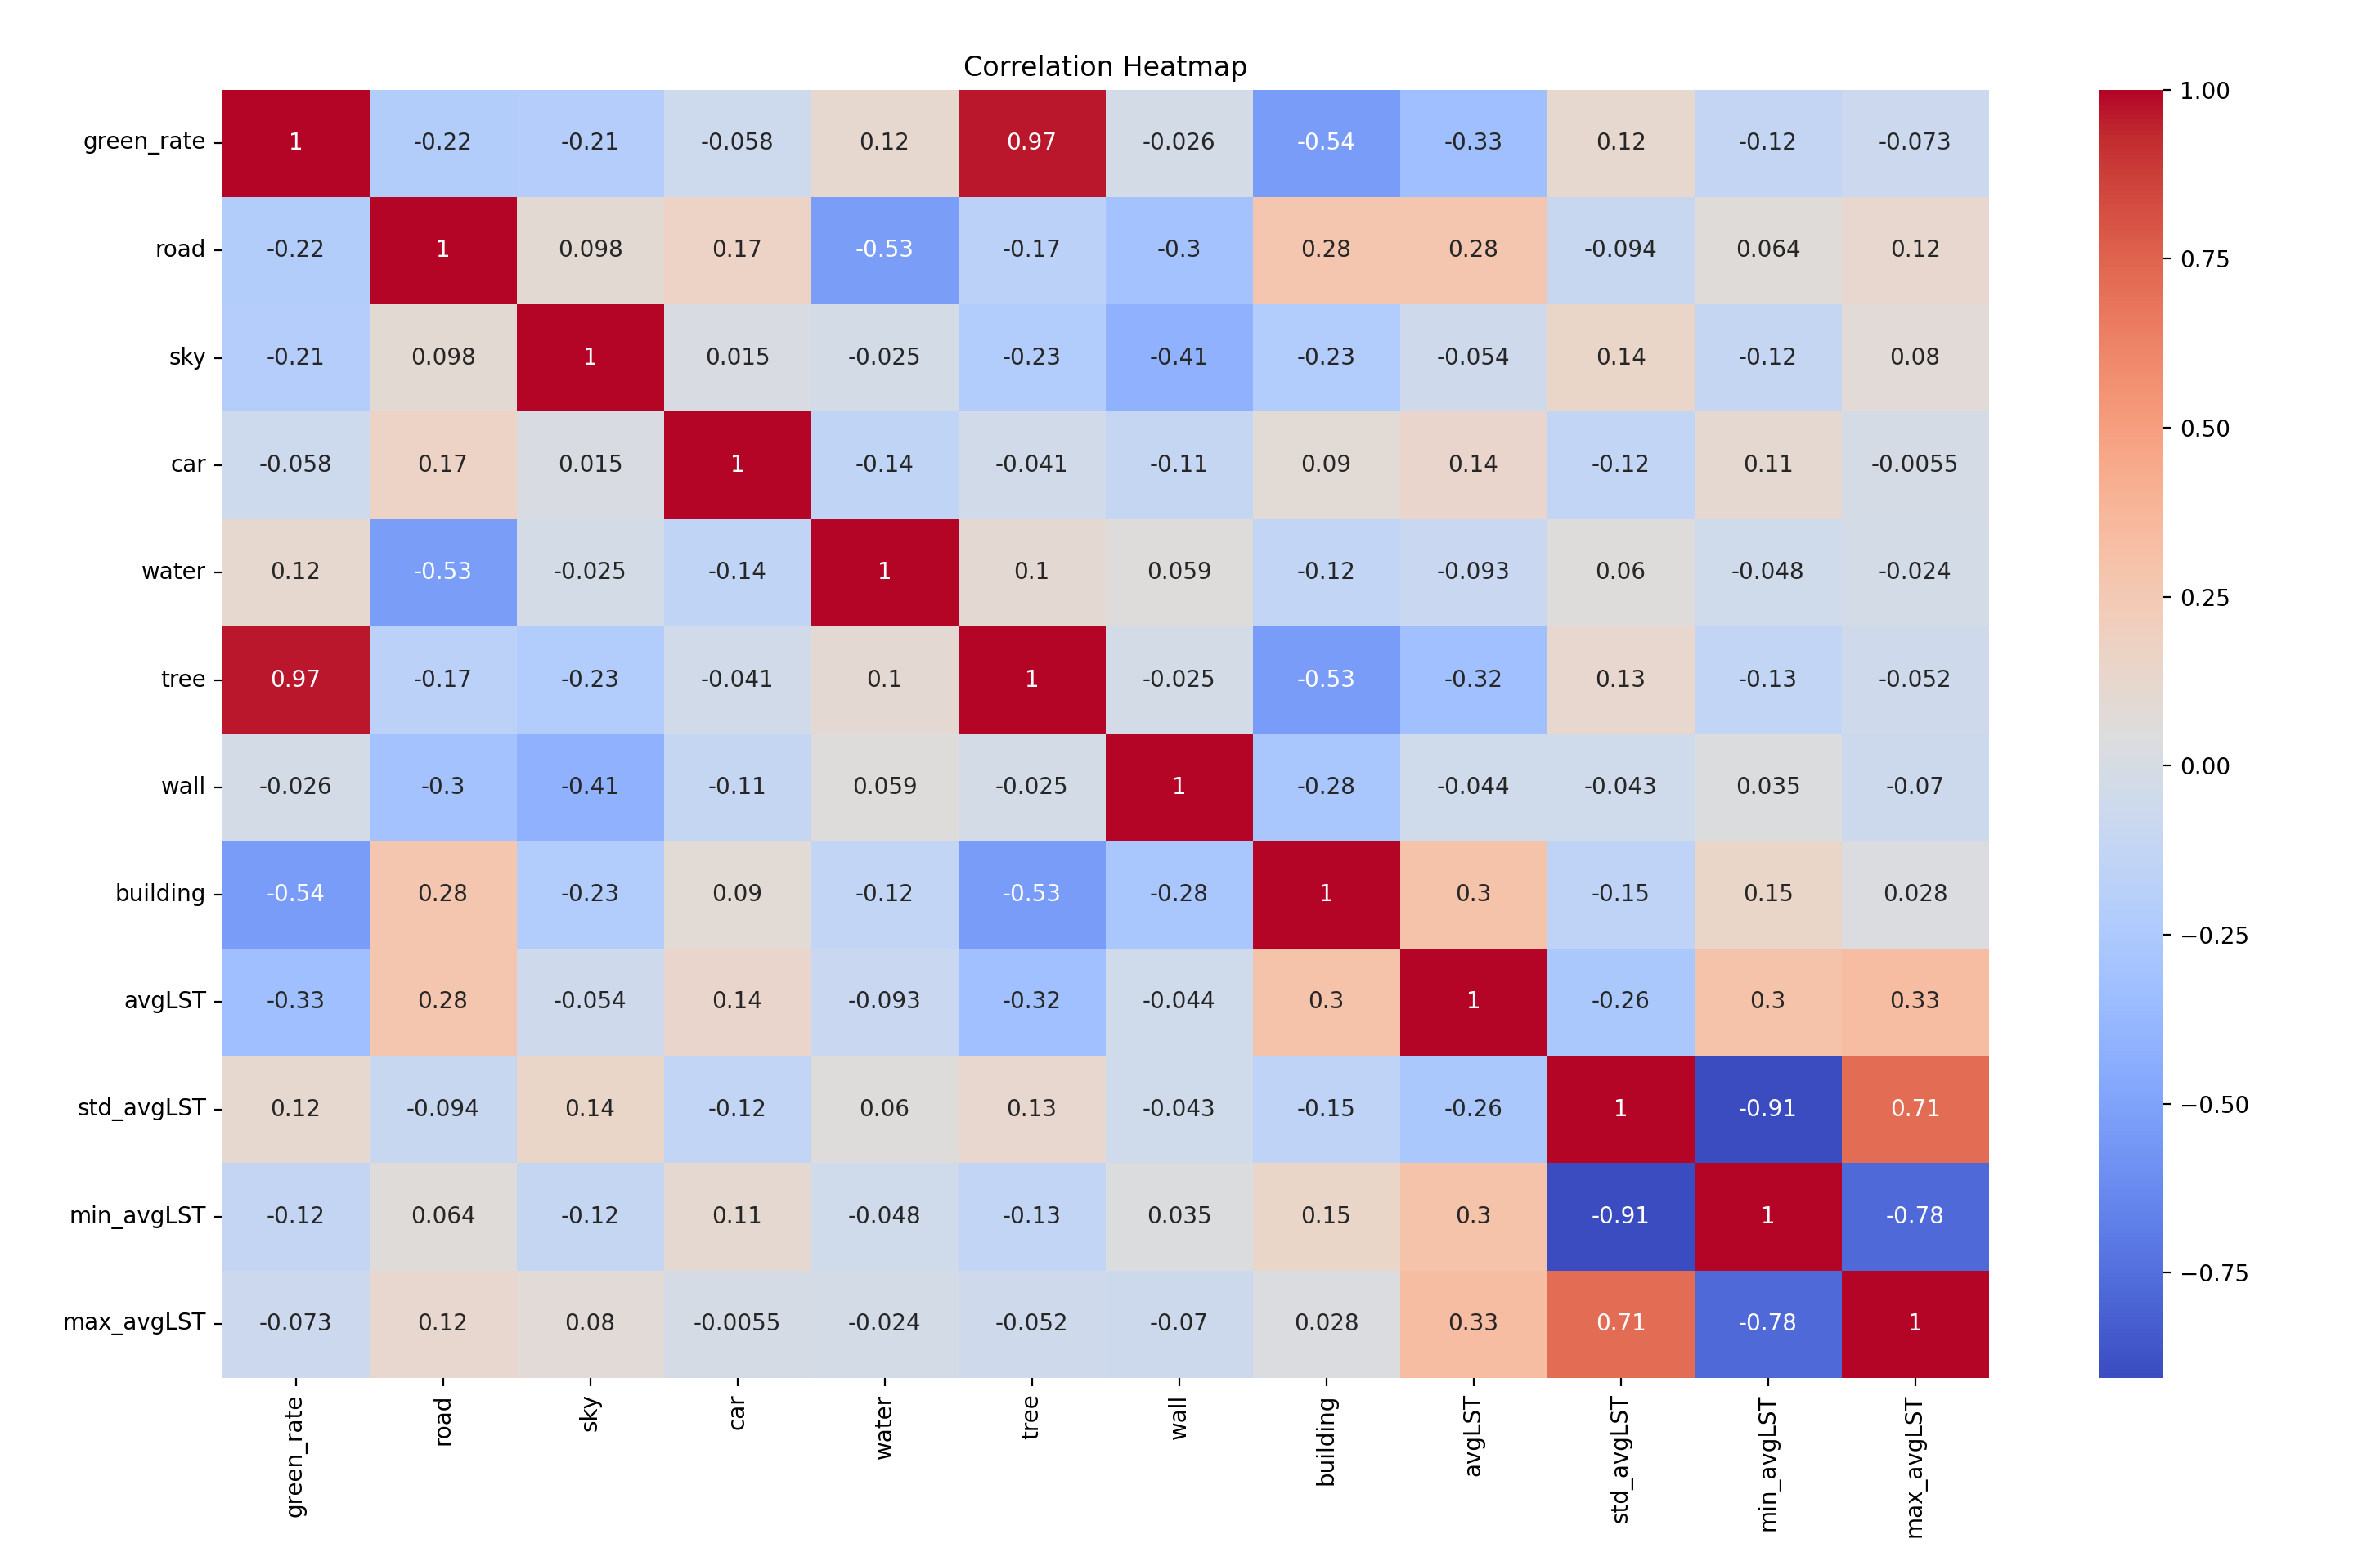 Correlation Heatmap
green_rate 1 -0.22 -0.21 -0.058 0.12 0.97 -0.026 -0.54 -0.33 0.12 -0.12 -0.073
road -0.22 1 0.098 0.17 -0.53 -0.17 -0.3 0.28 0.28 -0.094 0.064 0.12
sky -0.21 0.098 1 0.015 -0.025 -0.23 -0.41 -0.23 -0.054 0.14 -0.12 0.08
car -0.058 0.17 0.015 1 -0.14 -0.041 -0.11 0.09 0.14 -0.12 0.11 -0.0055
water 0.12 -0.53 -0.025 -0.14 1 0.1 0.059 -0.12 -0.093 0.06 -0.048 -0.024
tree 0.97 -0.17 -0.23 -0.041 0.1 1 -0.025 -0.53 -0.32 0.13 -0.13 -0.052
wall -0.026 -0.3 -0.41 -0.11 0.059 -0.025 1 -0.28 -0.044 -0.043 0.035 -0.07
building -0.54 0.28 -0.23 0.09 -0.12 -0.53 -0.28 1 0.3 -0.15 0.15 0.028
avgLST -0.33 0.28 -0.054 0.14 -0.093 -0.32 -0.044 0.3 1 -0.26 0.3 0.33
std_avgLST 0.12 -0.094 0.14 -0.12 0.06 0.13 -0.043 -0.15 -0.26 1 -0.91 0.71
min_avgLST -0.12 0.064 -0.12 0.11 -0.048 -0.13 0.035 0.15 0.3 -0.91 1 -0.78
max_avgLST -0.073 0.12 0.08 -0.0055 -0.024 -0.052 -0.07 0.028 0.33 0.71 -0.78 1
green_rate road sky car water tree wall building avgLST std_avgLST min_avgLST max_avgLST
1.00
0.75
0.50
0.25
0.00
−0.25
−0.50
−0.75